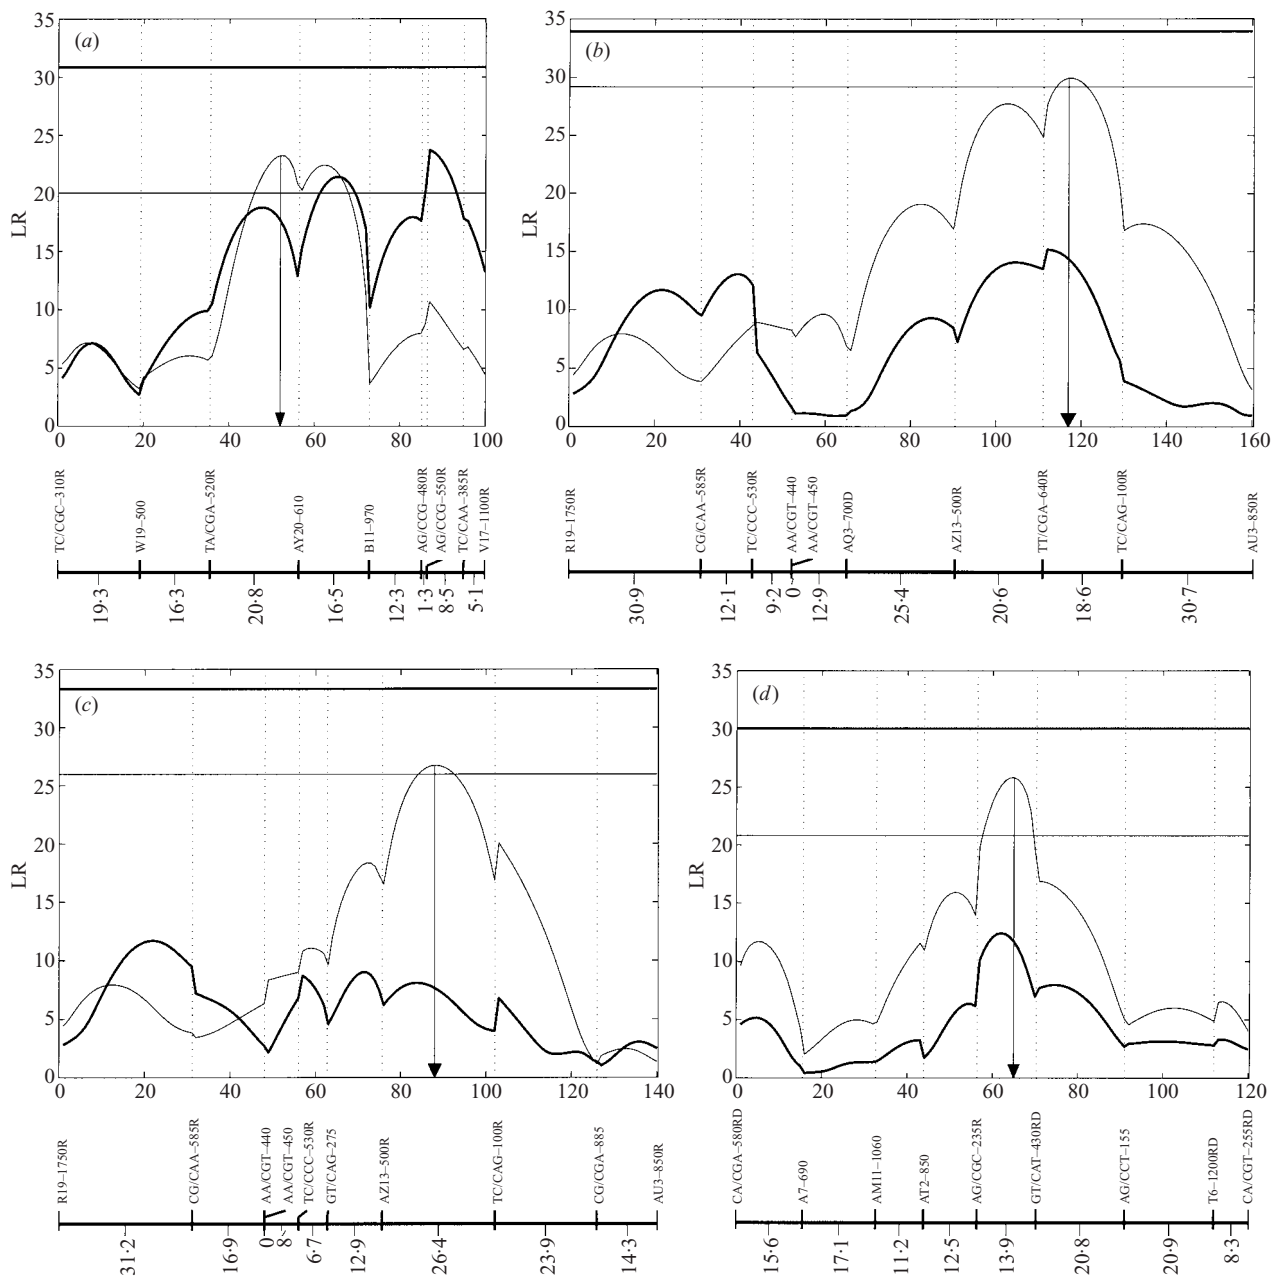 35
30
25
20
15
10
5
0
LR
(a)
0 20 40 60 80 100
TC/CGC–310R
W19–500
TA/CGA–520R
AY20–610
B11–970
AG/CCG–480R
AG/CCG–550R
TC/CAA–385R
V17–1100R
19·3
16·3
20·8
16·5
12·3
1·3
8·5
5·1
35
30
25
20
15
10
5
0
LR
(b)
0 20 40 60 80 100 120 140 160
R19–1750R
CG/CAA–585R
TC/CCC–530R
AA/CGT–440
AA/CGT–450
AQ3–700D
AZ13–500R
TT/CGA–640R
TC/CAG–100R
AU3–850R
30·9
12·1
9·2
0
12·9
25·4
20·6
18·6
30·7
35
30
25
20
15
10
5
0
LR
(c)
0 20 40 60 80 100 120 140
R19–1750R
CG/CAA–585R
AA/CGT–440
AA/CGT–450
TC/CCC–530R
GT/CAG–275
AZ13–500R
TC/CAG–100R
CG/CGA–885
AU3–850R
31·2
16·9
0
8·
6·7
12·9
26·4
23·9
14·3
35
30
25
20
15
10
5
0
LR
(d)
0 20 40 60 80 100 120
CA/CGA–580RD
A7–690
AM11–1060
AT2–850
AG/CGC–235R
GT/CAT–430RD
AG/CCT–155
T6–1200RD
CA/CGT–255RD
15·6
17·1
11·2
12·5
13·9
20·8
20·9
8·3